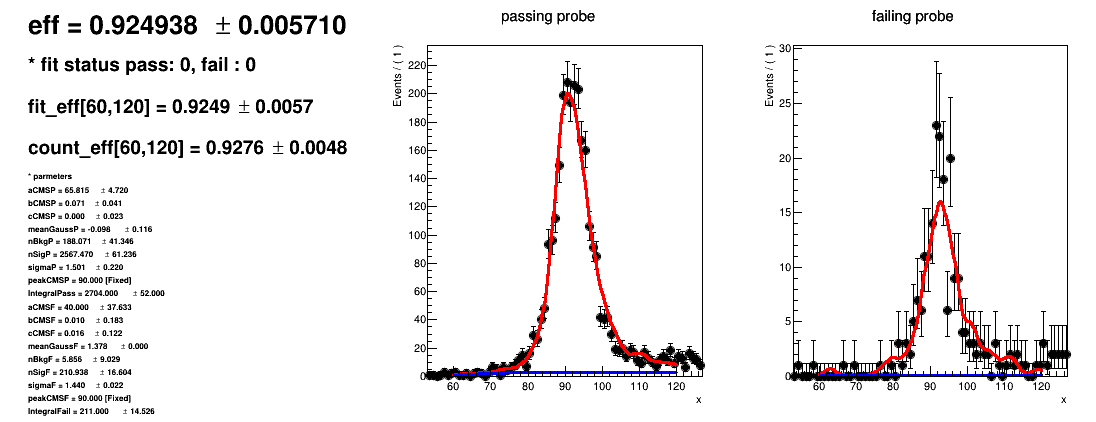 eff = 0.924938 ± 0.005710
* fit status pass: 0, fail : 0
fit_eff[60,120] = 0.9249 ± 0.0057
count_eff[60,120] = 0.9276 ± 0.0048
* parmeters
aCMSP = 65.815 ± 4.720
bCMSP = 0.071 ± 0.041
cCMSP = 0.000 ± 0.023
meanGaussP = -0.098 ± 0.116
nBkgP = 188.071 ± 41.346
nSigP = 2567.470 ± 61.236
sigmaP = 1.501 ± 0.220
peakCMSP = 90.000 [Fixed]
IntegralPass = 2704.000 ± 52.000
aCMSF = 40.000 ± 37.633
bCMSF = 0.010 ± 0.183
cCMSF = 0.016 ± 0.122
meanGaussF = 1.378 ± 0.000
nBkgF = 5.856 ± 9.029
nSigF = 210.938 ± 16.604
sigmaF = 1.440 ± 0.022
peakCMSF = 90.000 [Fixed]
IntegralFail = 211.000 ± 14.526
passing probe
Events / ( 1 )
220
200
180
160
140
120
100
80
60
40
20
0
60 70 80 90 100 110 120
x
failing probe
Events / ( 1 )
30
25
20
15
10
5
0
60 70 80 90 100 110 120
x